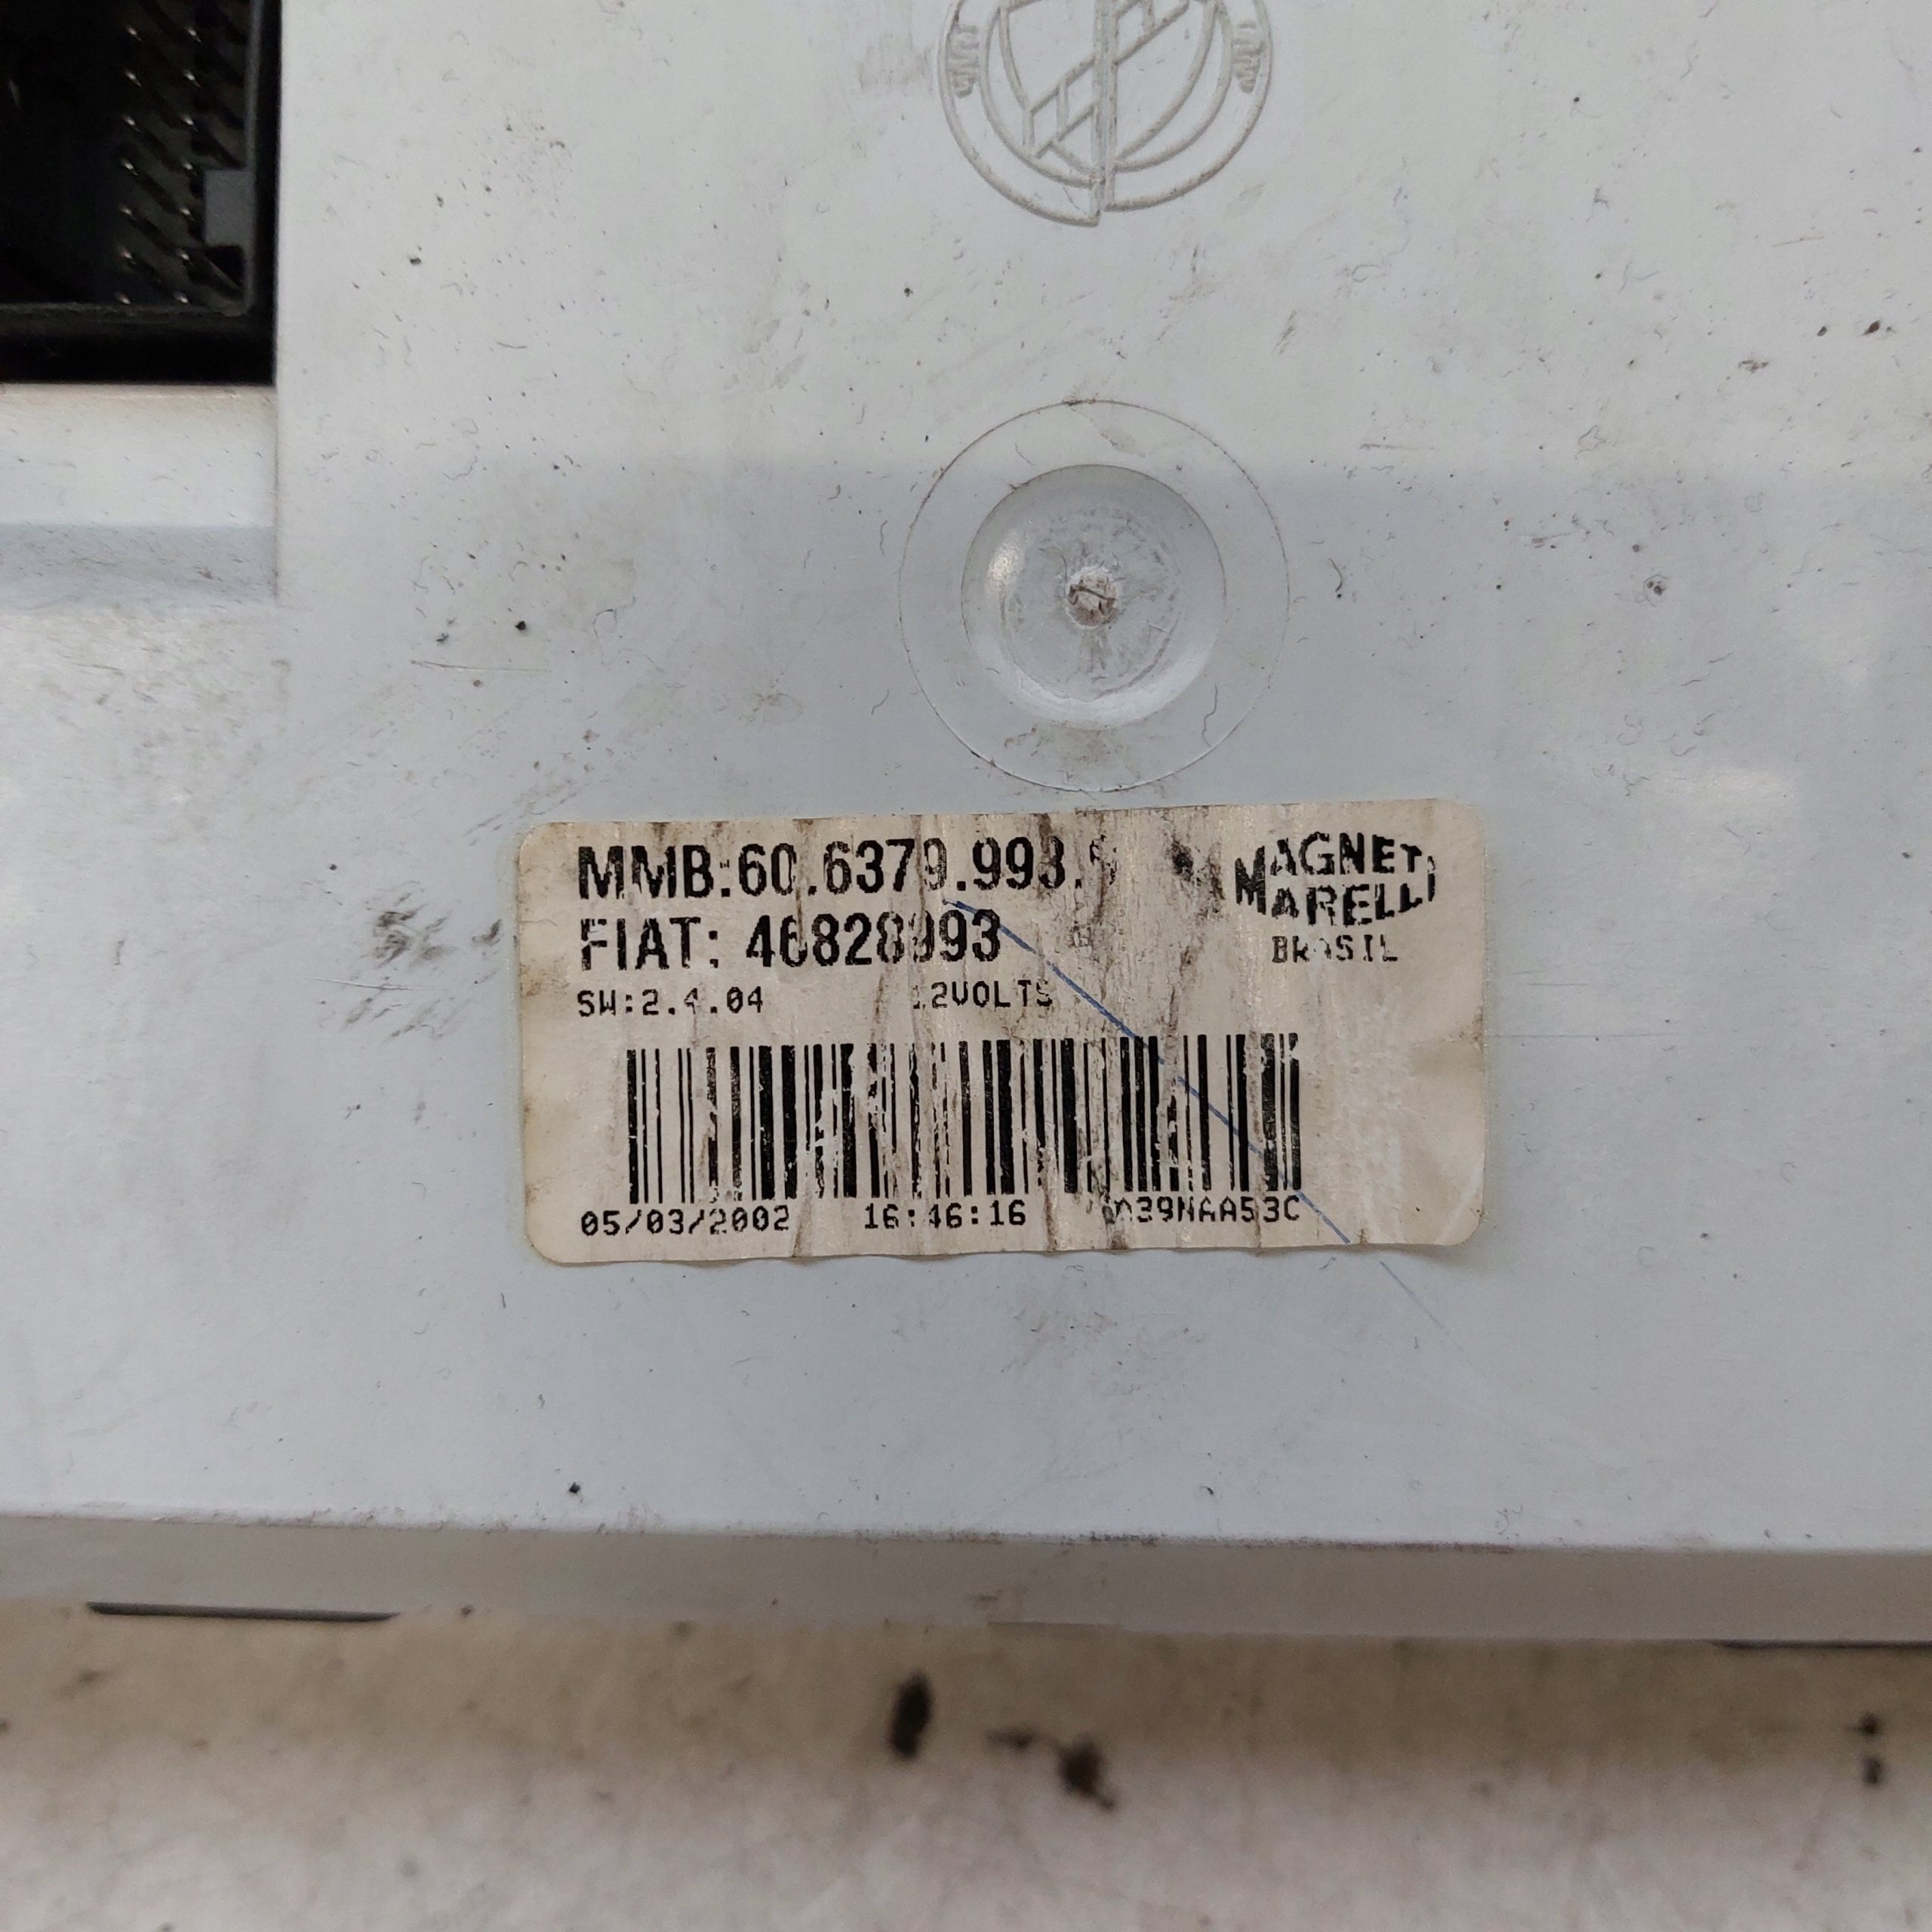 MMB:60.6379.993.
MAGNETI
MARELLI
BRASIL
FIAT: 46828993
SW:2.4.04 12VOLTS
05/03/2002 16:46:16